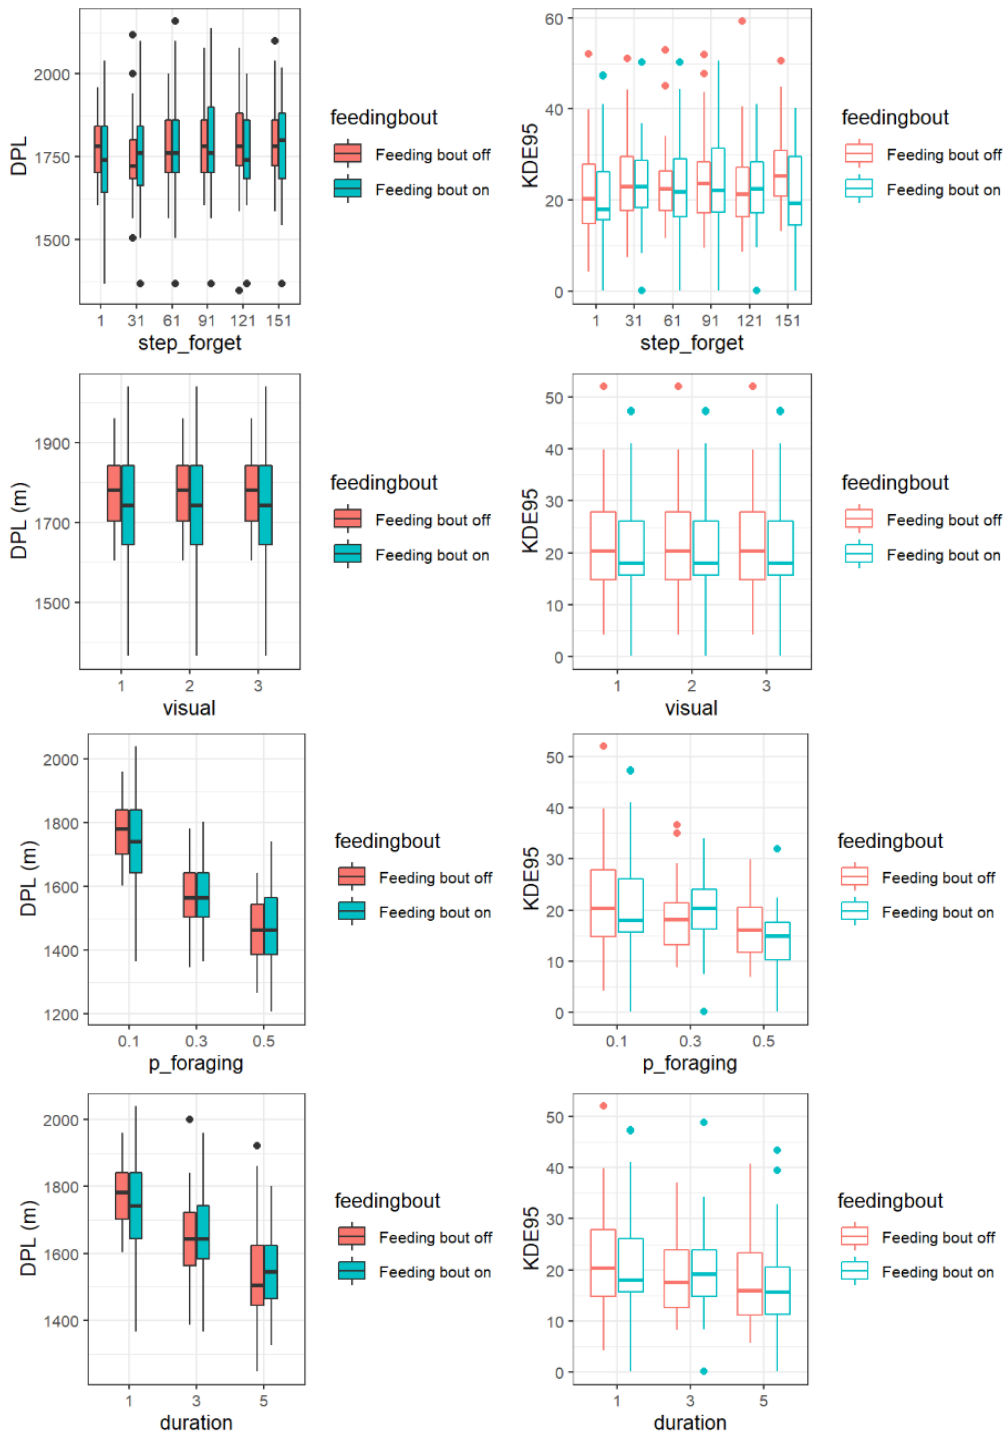 DPL
2000
1750
1500
1 31 61 91 121 151
step_forget
feedingbout
Feeding bout off
Feeding bout on
KDE95
60
40
20
0
1 31 61 91 121 151
step_forget
feedingbout
Feeding bout off
Feeding bout on
DPL (m)
1900
1700
1500
1 2 3
visual
feedingbout
Feeding bout off
Feeding bout on
KDE95
50
40
30
20
10
0
1 2 3
visual
feedingbout
Feeding bout off
Feeding bout on
DPL (m)
2000
1800
1600
1400
1200
0.1 0.3 0.5
p_foraging
feedingbout
Feeding bout off
Feeding bout on
KDE95
50
40
30
20
10
0
0.1 0.3 0.5
p_foraging
feedingbout
Feeding bout off
Feeding bout on
DPL (m)
2000
1800
1600
1400
1 3 5
duration
feedingbout
Feeding bout off
Feeding bout on
KDE95
50
40
30
20
10
0
1 3 5
duration
feedingbout
Feeding bout off
Feeding bout on